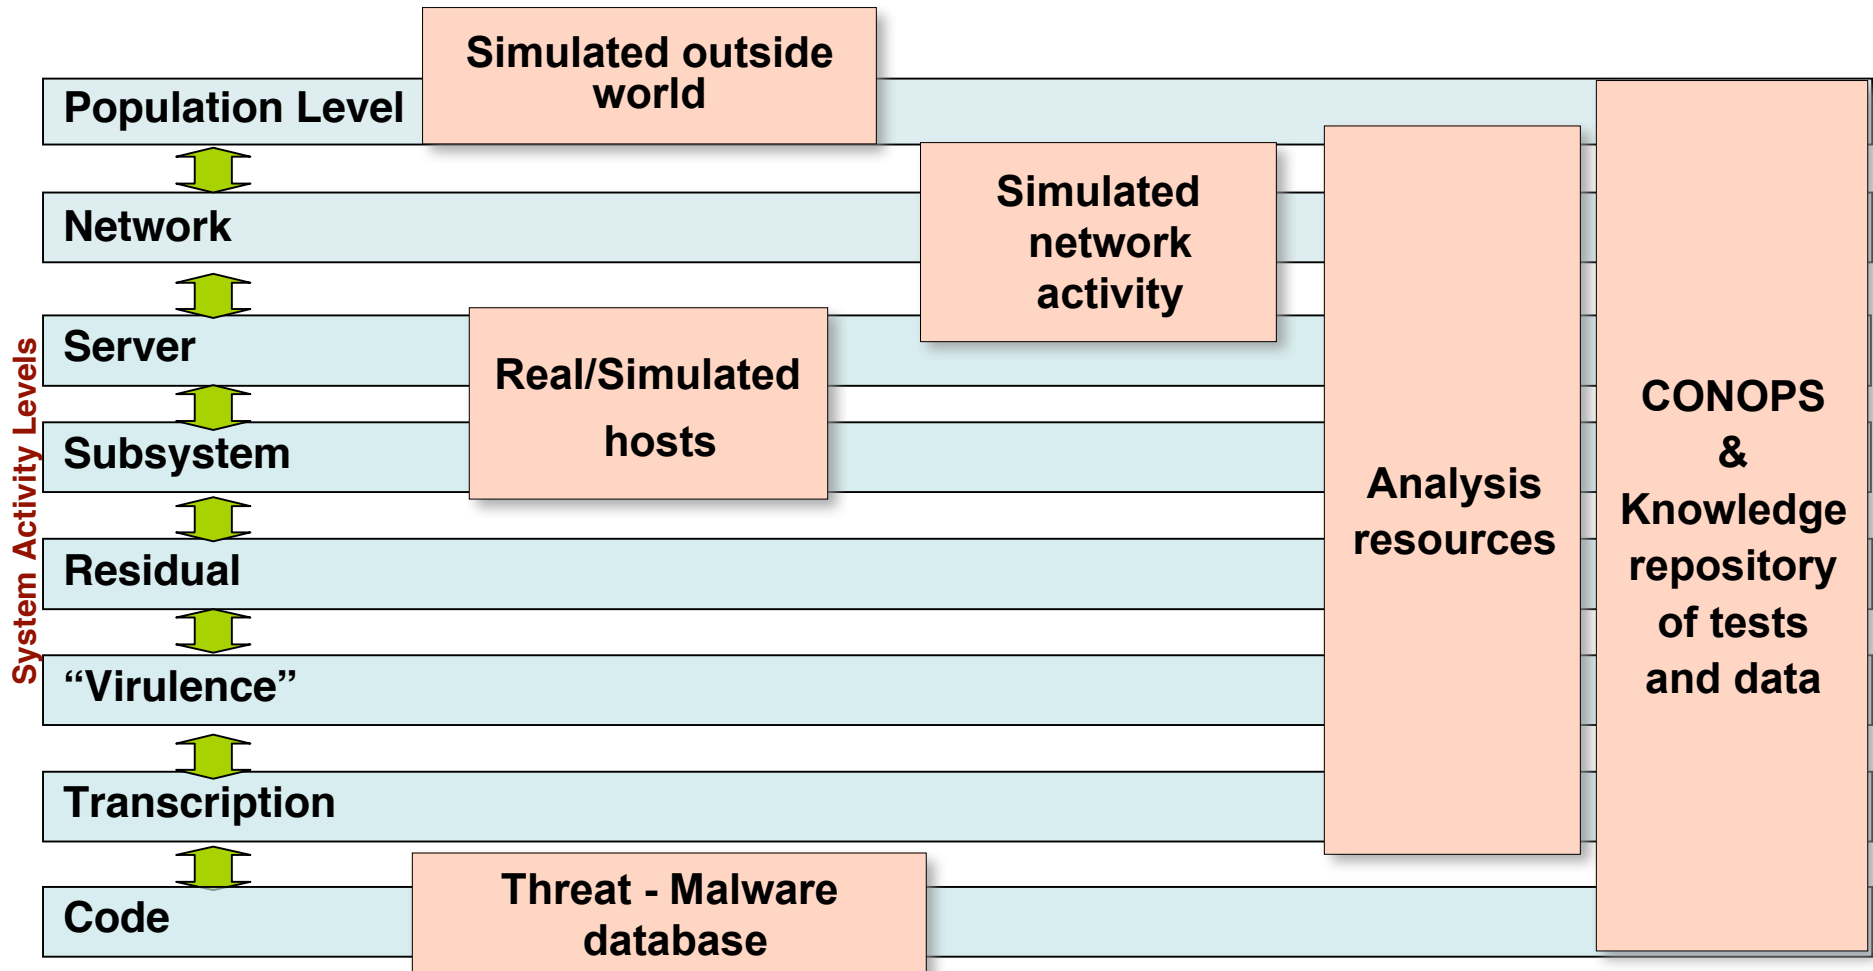 Simulated outside
world
Population Level
Network
Simulated
network
activity
Server
Real/Simulated
hosts
Subsystem
Residual
“Virulence”
Transcription
Code
Threat - Malware
database
Analysis
resources
CONOPS
&
Knowledge
repository
of tests
and data
System Activity Levels